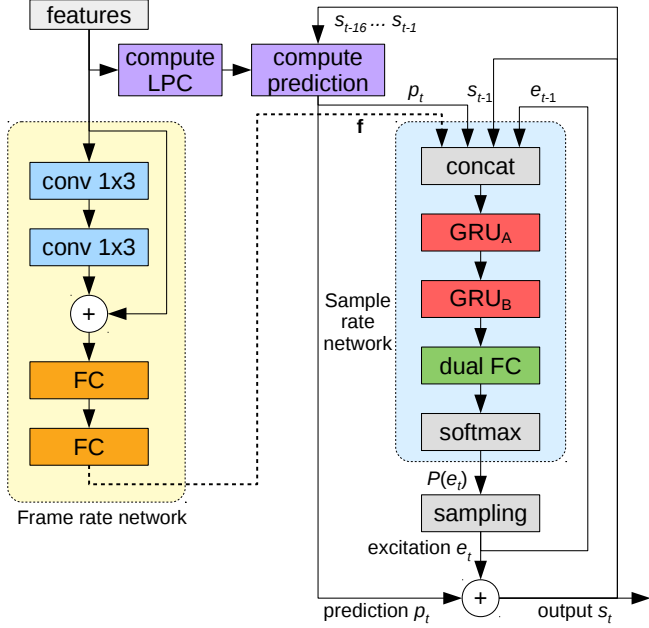 features
s_{t-16} ... s_{t-1}
compute
LPC
compute
prediction
p_t
s_{t-1}
e_{t-1}
f
conv 1x3
concat
conv 1x3
GRU_A
+
GRU_B
Sample
rate
network
FC
dual FC
FC
softmax
P(e_t)
Frame rate network
sampling
excitation e_t
+
prediction p_t
output s_t